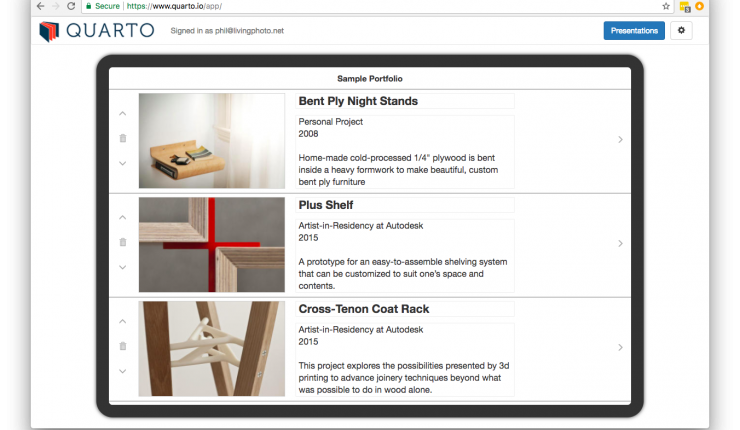 Secure https://www.quarto.io/app/
QUARTO Signed in as phil@livingphoto.net Presentations
Sample Portfolio
Bent Ply Night Stands
Personal Project
2008
Home-made cold-processed 1/4" plywood is bent
inside a heavy formwork to make beautiful, custom
bent ply furniture
Plus Shelf
Artist-in-Residency at Autodesk
2015
A prototype for an easy-to-assemble shelving system
that can be customized to suit one's space and
contents.
Cross-Tenon Coat Rack
Artist-in-Residency at Autodesk
2015
This project explores the possibilities presented by 3d
printing to advance joinery techniques beyond what
was possible to do in wood alone.